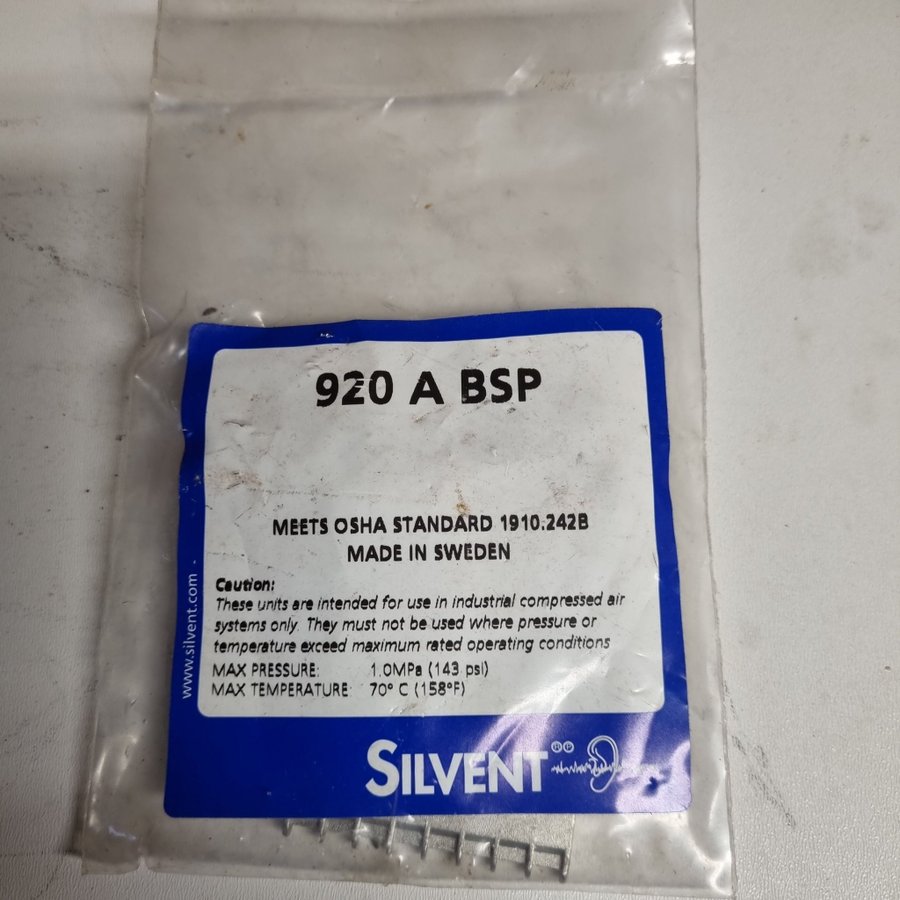 920 A BSP
MEETS OSHA STANDARD 1910.242B
MADE IN SWEDEN
Caution:
These units are intended for use in industrial compressed air
systems only. They must not be used where pressure or
temperature exceed maximum rated operating conditions
MAX PRESSURE: 1.0MPa (143 psi)
MAX TEMPERATURE: 70° C (158°F)
www.silvent.com
SILVENT